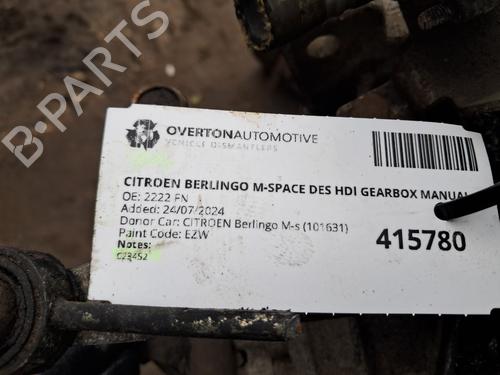 OVERTONAUTOMOTIVE
VEHICLE DISMANTLERS
CITROEN BERLINGO M-SPACE DES HDI GEARBOX MANUAL
OE: 2222 FN
Added: 24/07/2024
Donor Car: CITROEN Berlingo M-s (101631)
Paint Code: EZW
415780
Notes:
C23452
B-PARTS